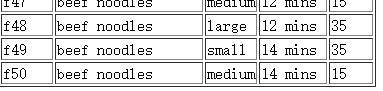 f47 beef noodles medium 12 mins 15
f48 beef noodles large 12 mins 35
f49 beef noodles small 14 mins 35
f50 beef noodles medium 14 mins 15